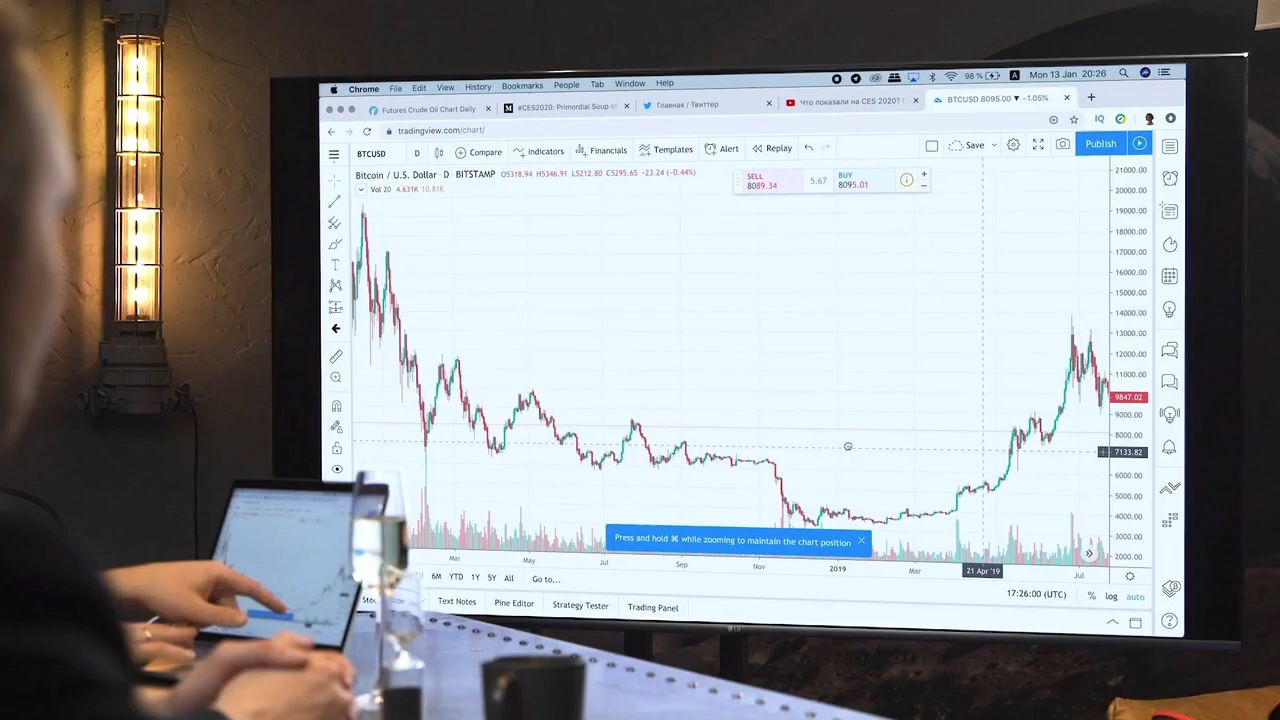 Chrome File Edit View History Bookmarks People Tab Window Help 98 % A Mon 13 Jan 20:26
Futures Crude Oil Chart Daily × #CES2020: Primordial Soup of × Главная / Твиттер × Что показали на CES 2020? × BTCUSD 8095.00 ▼ −1.05% × +
tradingview.com/chart/
BTCUSD D Compare Indicators Financials Templates Alert Replay Save Publish
Bitcoin / U.S. Dollar · D · BITSTAMP O5318.94 H5346.91 L5212.80 C5295.65 −23.24 (−0.44%)
Vol 20 4.631K 10.81K
SELL
8089.34
5.67
BUY
8095.01
21000.00
20000.00
19000.00
18000.00
17000.00
16000.00
15000.00
14000.00
13000.00
12000.00
11000.00
9847.02
9000.00
8000.00
7133.82
6000.00
5000.00
4000.00
3000.00
2000.00
Press and hold ⌘ while zooming to maintain the chart position ×
Mar May Jul Sep Nov 2019 Mar 21 Apr '19 Jul
6M YTD 1Y 5Y All Go to... 17:26:00 (UTC) % log auto
Text Notes Pine Editor Strategy Tester Trading Panel
LG